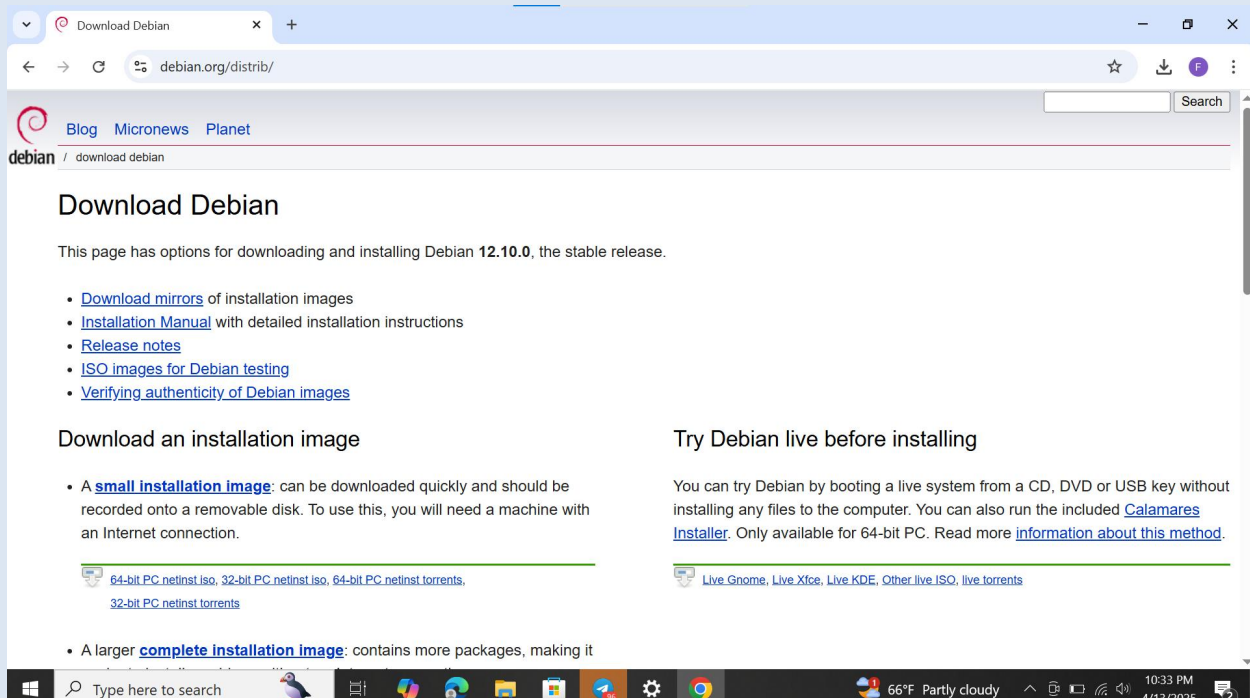 Download Debian
debian.org/distrib/
F
Search
Blog Micronews Planet
debian / download debian
Download Debian
This page has options for downloading and installing Debian 12.10.0, the stable release.
Download mirrors of installation images
Installation Manual with detailed installation instructions
Release notes
ISO images for Debian testing
Verifying authenticity of Debian images
Download an installation image
A small installation image: can be downloaded quickly and should be
recorded onto a removable disk. To use this, you will need a machine with
an Internet connection.
64-bit PC netinst iso, 32-bit PC netinst iso, 64-bit PC netinst torrents,
32-bit PC netinst torrents
A larger complete installation image: contains more packages, making it
Try Debian live before installing
You can try Debian by booting a live system from a CD, DVD or USB key without
installing any files to the computer. You can also run the included Calamares
Installer. Only available for 64-bit PC. Read more information about this method.
Live Gnome, Live Xfce, Live KDE, Other live ISO, live torrents
Type here to search
66°F Partly cloudy
10:33 PM